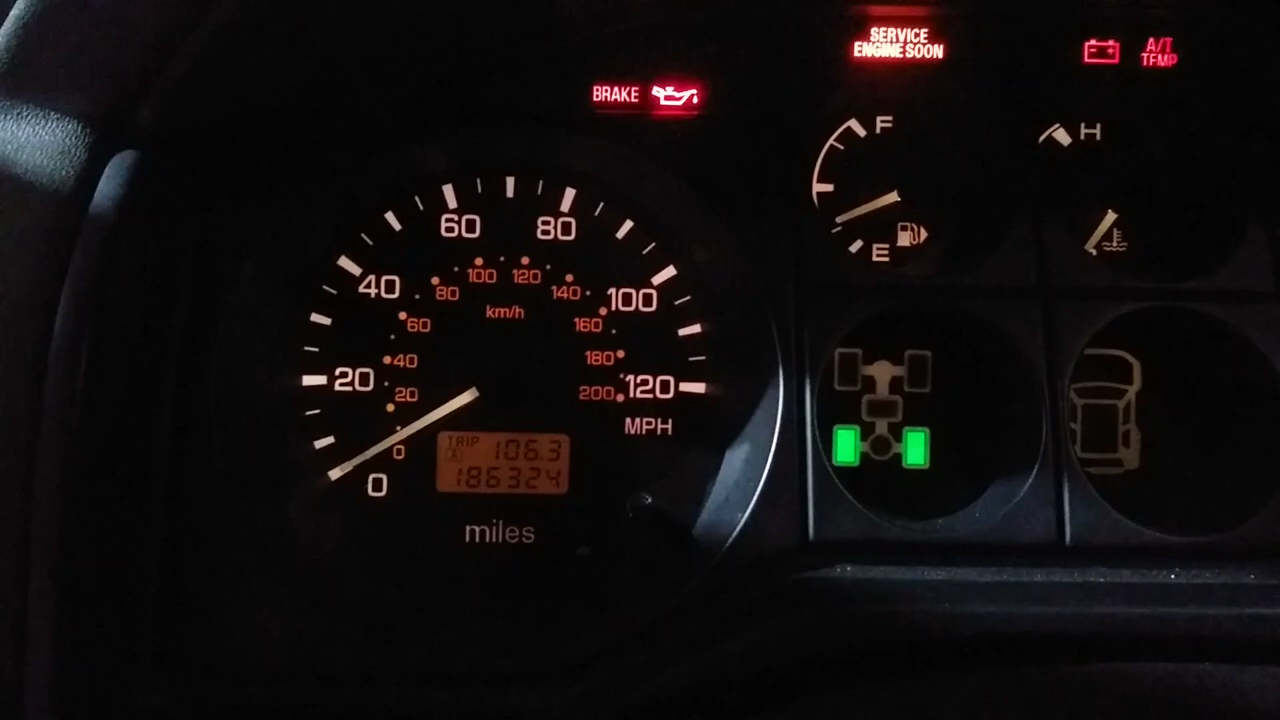 SERVICE
ENGINE SOON
A/T
TEMP
BRAKE
F
H
60
80
E
40
100
100
120
80
140
km/h
60
160
40
180
20
20
200
120
MPH
0
0
TRIP
A
106.3
186324
miles